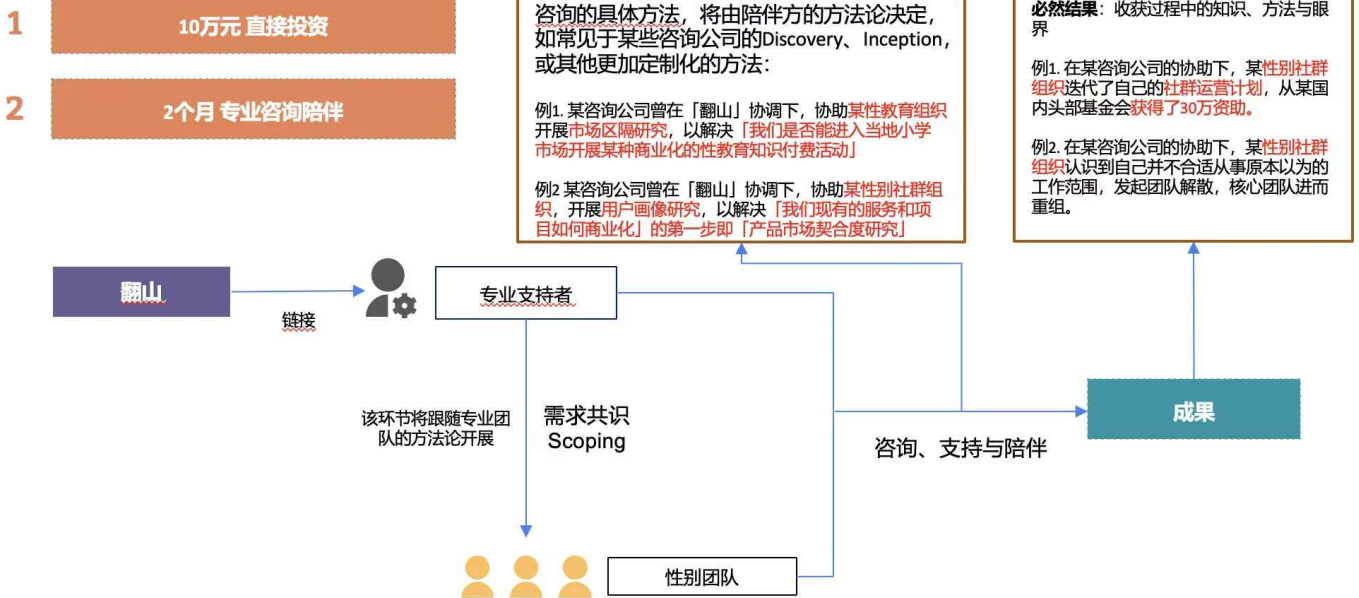 1
10万元 直接投资
2
2个月 专业咨询陪伴
咨询的具体方法，将由陪伴方的方法论决定，
如常见于某些咨询公司的Discovery、Inception，
或其他更加定制化的方法：
例1. 某咨询公司曾在「翻山」协调下，协助某性教育组织
开展市场区隔研究，以解决「我们是否能进入当地小学
市场开展某种商业化的性教育知识付费活动」
例2 某咨询公司曾在「翻山」协调下，协助某性别社群组
织，开展用户画像研究，以解决「我们现有的服务和项
目如何商业化」的第一步即「产品市场契合度研究」
必然结果：收获过程中的知识、方法与眼
界
例1. 在某咨询公司的协助下，某性别社群
组织迭代了自己的社群运营计划，从某国
内头部基金会获得了30万资助。
例2. 在某咨询公司的协助下，某性别社群
组织认识到自己并不合适从事原本以为的
工作范围，发起团队解散，核心团队进而
重组。
翻山
链接
专业支持者
该环节将跟随专业团
队的方法论开展
需求共识
Scoping
咨询、支持与陪伴
成果
性别团队